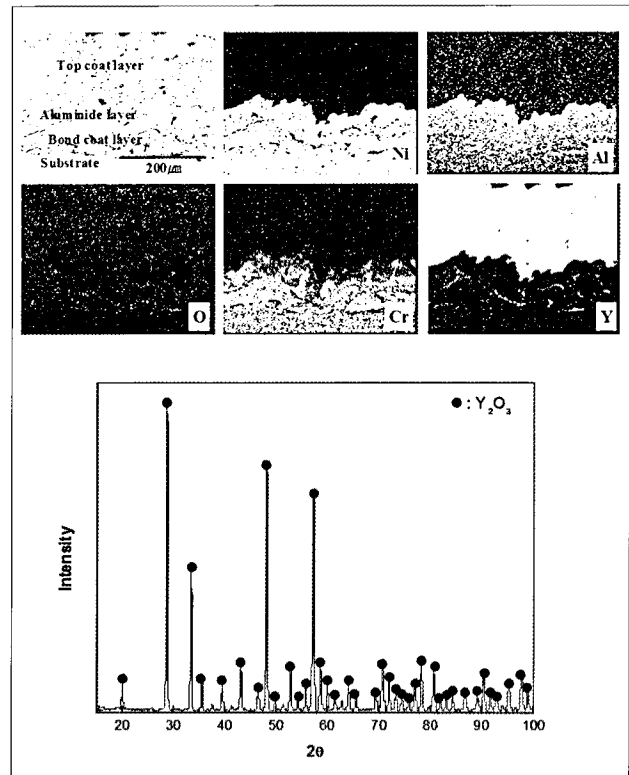 Top coat layer
Aluminide layer
Bond coat layer
Substrate
200㎛
Ni
Al
O
Cr
Y
● : Y₂O₃
Intensity
20 30 40 50 60 70 80 90 100
2θ